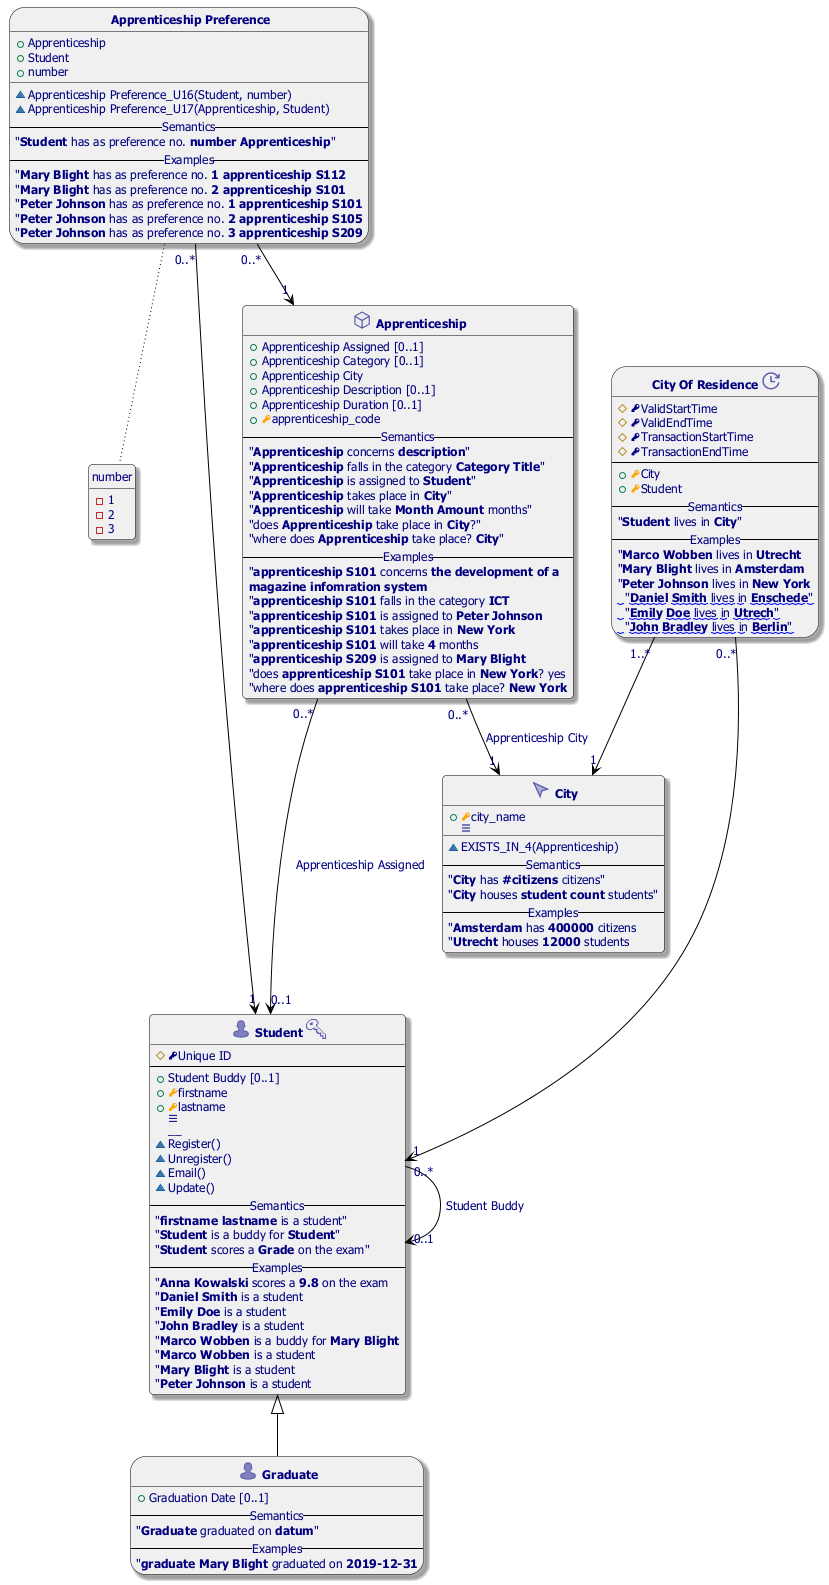 Apprenticeship Preference
Apprenticeship
Student
number
Apprenticeship Preference_U16(Student, number)
Apprenticeship Preference_U17(Apprenticeship, Student)
Semantics
"Student has as preference no. number Apprenticeship"
Examples
"Mary Blight has as preference no. 1 apprenticeship S112
"Mary Blight has as preference no. 2 apprenticeship S101
"Peter Johnson has as preference no. 1 apprenticeship S101
"Peter Johnson has as preference no. 2 apprenticeship S105
"Peter Johnson has as preference no. 3 apprenticeship S209
0..*
0..*
1
number
1
2
3
Apprenticeship
Apprenticeship Assigned [0..1]
Apprenticeship Category [0..1]
Apprenticeship City
Apprenticeship Description [0..1]
Apprenticeship Duration [0..1]
apprenticeship_code
Semantics
"Apprenticeship concerns description"
"Apprenticeship falls in the category Category Title"
"Apprenticeship is assigned to Student"
"Apprenticeship takes place in City"
"Apprenticeship will take Month Amount months"
"does Apprenticeship take place in City?"
"where does Apprenticeship take place? City"
Examples
"apprenticeship S101 concerns the development of a
magazine infomration system
"apprenticeship S101 falls in the category ICT
"apprenticeship S101 is assigned to Peter Johnson
"apprenticeship S101 takes place in New York
"apprenticeship S101 will take 4 months
"apprenticeship S209 is assigned to Mary Blight
"does apprenticeship S101 take place in New York? yes
"where does apprenticeship S101 take place? New York
City Of Residence
ValidStartTime
ValidEndTime
TransactionStartTime
TransactionEndTime
City
Student
Semantics
"Student lives in City"
Examples
"Marco Wobben lives in Utrecht
"Mary Blight lives in Amsterdam
"Peter Johnson lives in New York
"Daniel Smith lives in Enschede"
"Emily Doe lives in Utrech"
"John Bradley lives in Berlin"
1..*
0..*
0..*
0..*
Apprenticeship City
1
1
City
city_name
EXISTS_IN_4(Apprenticeship)
Semantics
"City has #citizens citizens"
"City houses student count students"
Examples
"Amsterdam has 400000 citizens
"Utrecht houses 12000 students
Apprenticeship Assigned
1
0..1
Student
Unique ID
Student Buddy [0..1]
firstname
lastname
__
Register()
Unregister()
Email()
Update()
Semantics
"firstname lastname is a student"
"Student is a buddy for Student"
"Student scores a Grade on the exam"
Examples
"Anna Kowalski scores a 9.8 on the exam
"Daniel Smith is a student
"Emily Doe is a student
"John Bradley is a student
"Marco Wobben is a buddy for Mary Blight
"Marco Wobben is a student
"Mary Blight is a student
"Peter Johnson is a student
1
0..*
Student Buddy
0..1
Graduate
Graduation Date [0..1]
Semantics
"Graduate graduated on datum"
Examples
"graduate Mary Blight graduated on 2019-12-31